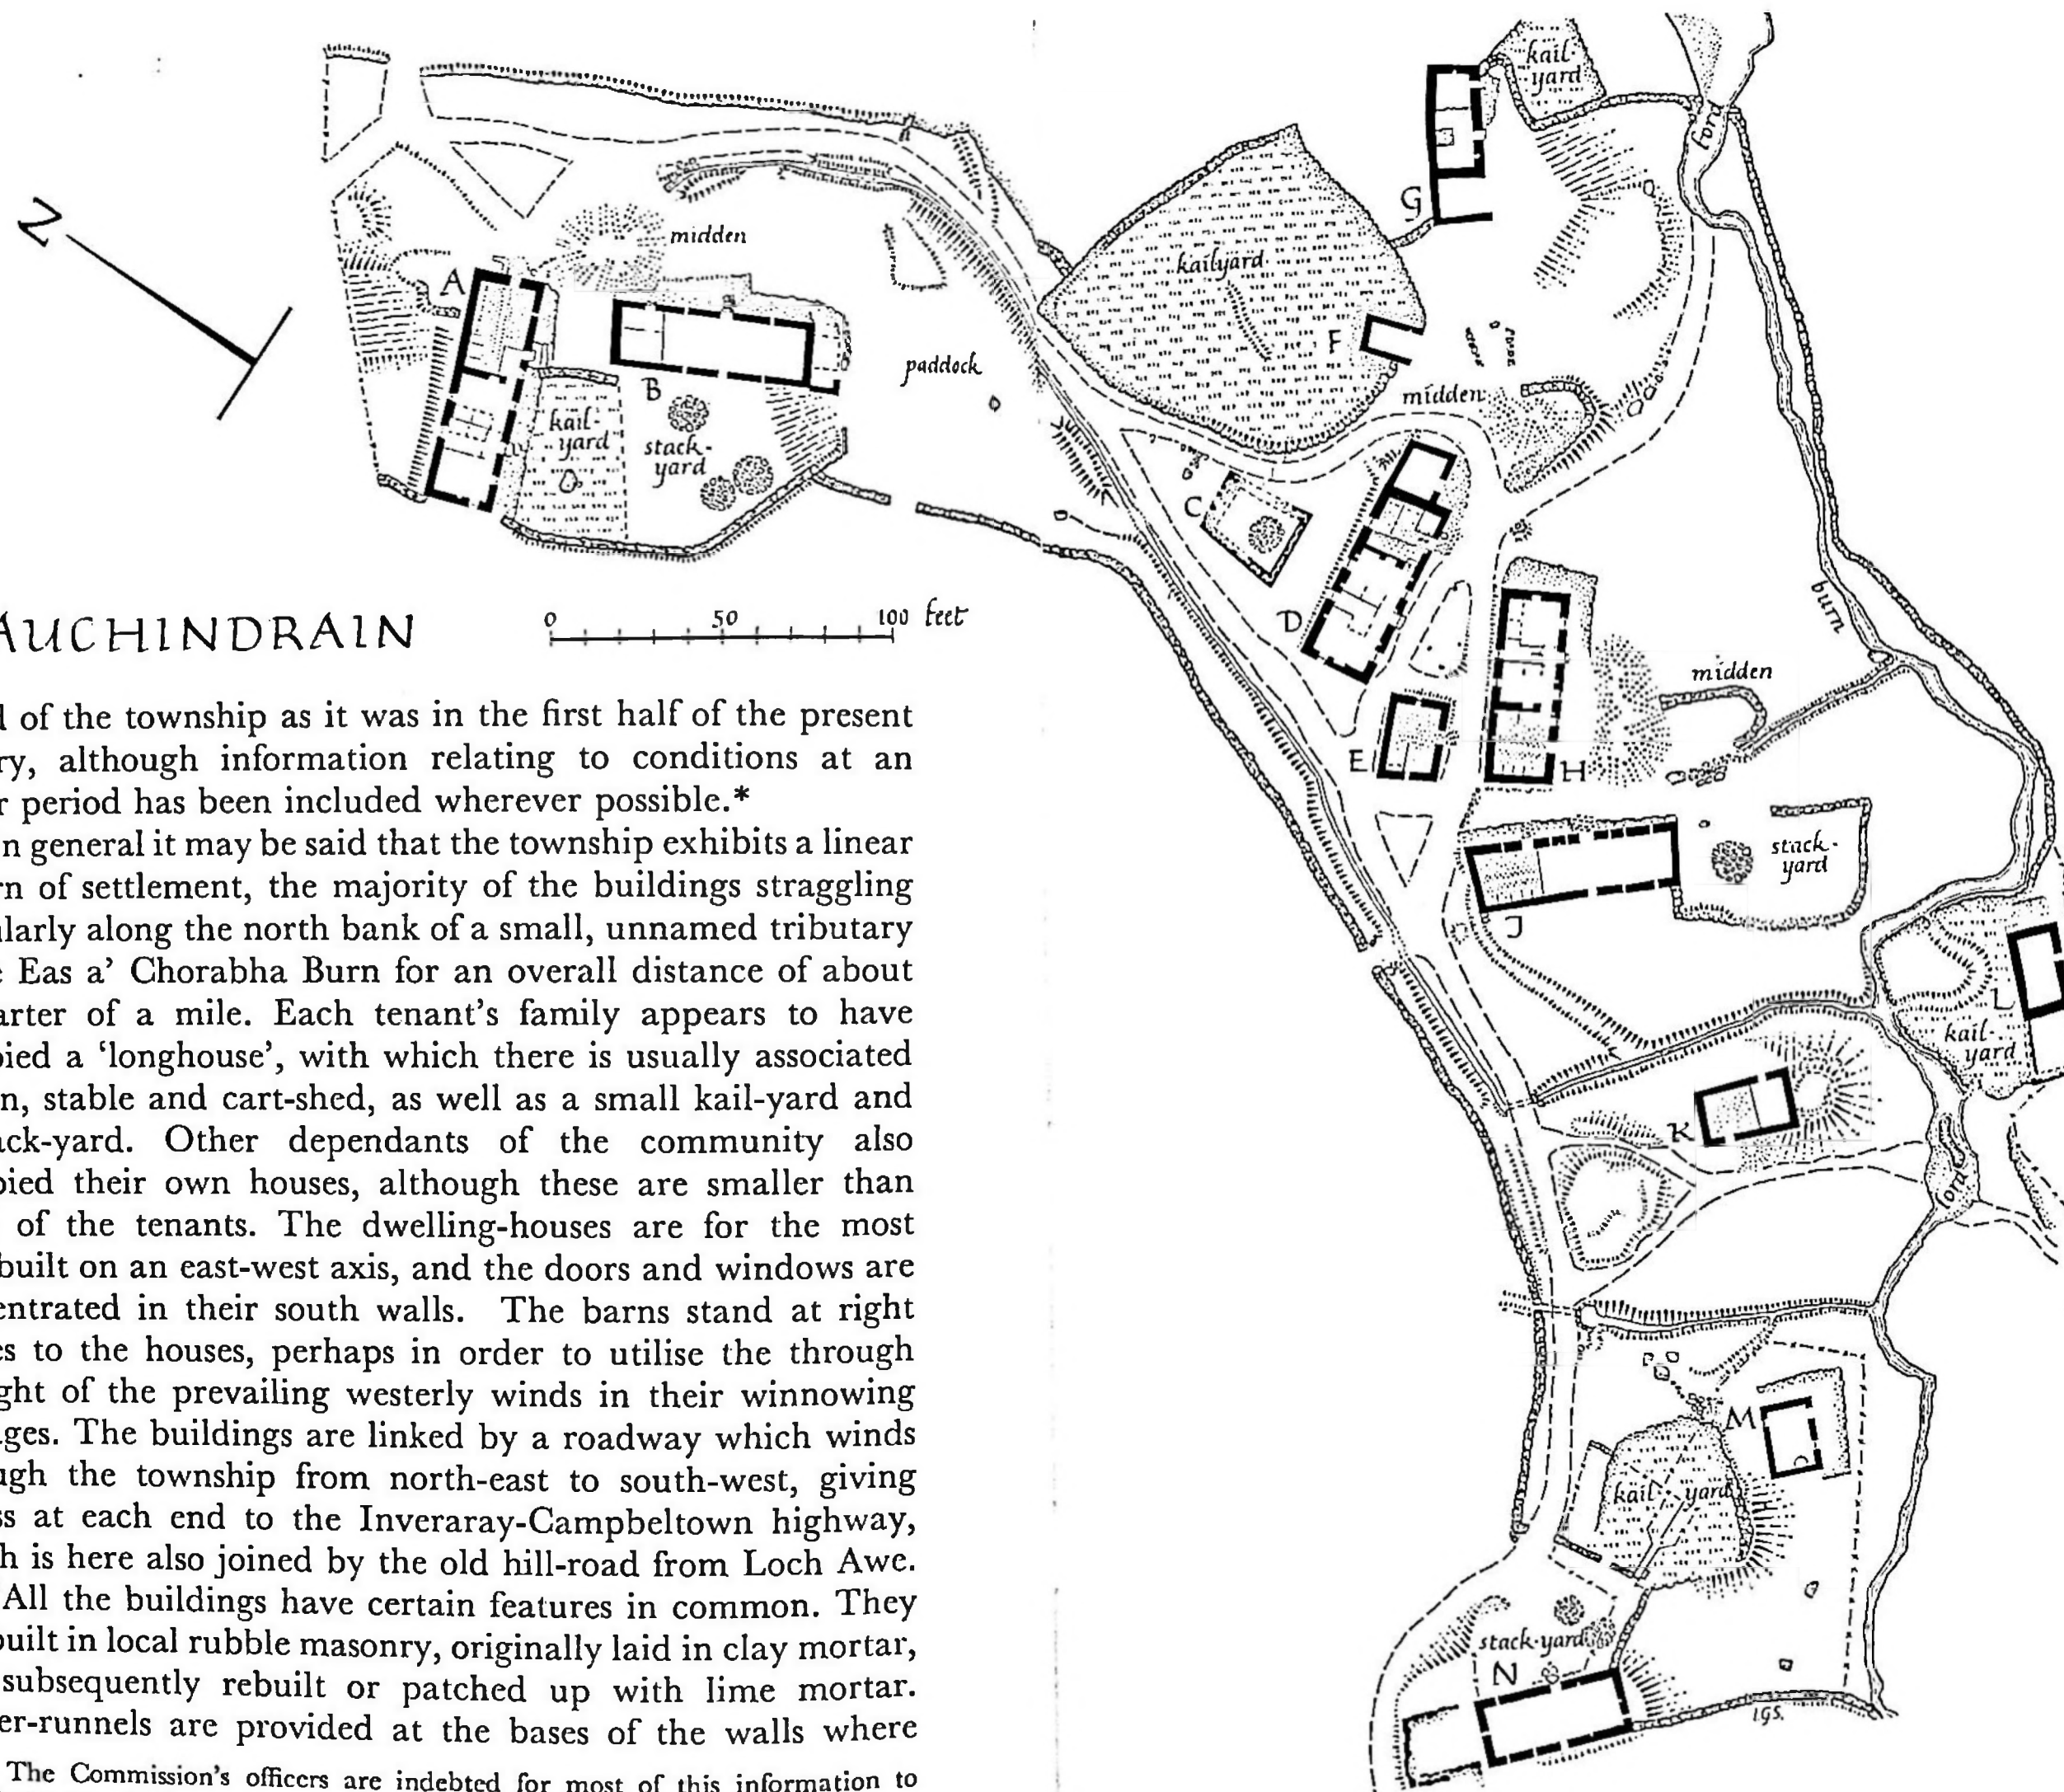 N
A
midden
B
kail-
yard
stack-
yard
paddock
AUCHINDRAIN
0 50 100 feet
d of the township as it was in the first half of the present
ry, although information relating to conditions at an
r period has been included wherever possible.*
n general it may be said that the township exhibits a linear
rn of settlement, the majority of the buildings straggling
ularly along the north bank of a small, unnamed tributary
e Eas a’ Chorabha Burn for an overall distance of about
arter of a mile. Each tenant’s family appears to have
pied a ‘longhouse’, with which there is usually associated
n, stable and cart-shed, as well as a small kail-yard and
ack-yard. Other dependants of the community also
pied their own houses, although these are smaller than
of the tenants. The dwelling-houses are for the most
built on an east-west axis, and the doors and windows are
entrated in their south walls. The barns stand at right
es to the houses, perhaps in order to utilise the through
ght of the prevailing westerly winds in their winnowing
ges. The buildings are linked by a roadway which winds
ugh the township from north-east to south-west, giving
ss at each end to the Inveraray-Campbeltown highway,
h is here also joined by the old hill-road from Loch Awe.
All the buildings have certain features in common. They
built in local rubble masonry, originally laid in clay mortar,
subsequently rebuilt or patched up with lime mortar.
er-runnels are provided at the bases of the walls where
The Commission’s officers are indebted for most of this information to
kail-
yard
ford
G
kailyard
F
midden
C
D
burn
E
H
midden
stack-
yard
J
L
kail-
yard
K
ford
M
kail yard
stack-yard
N
I.G.S.